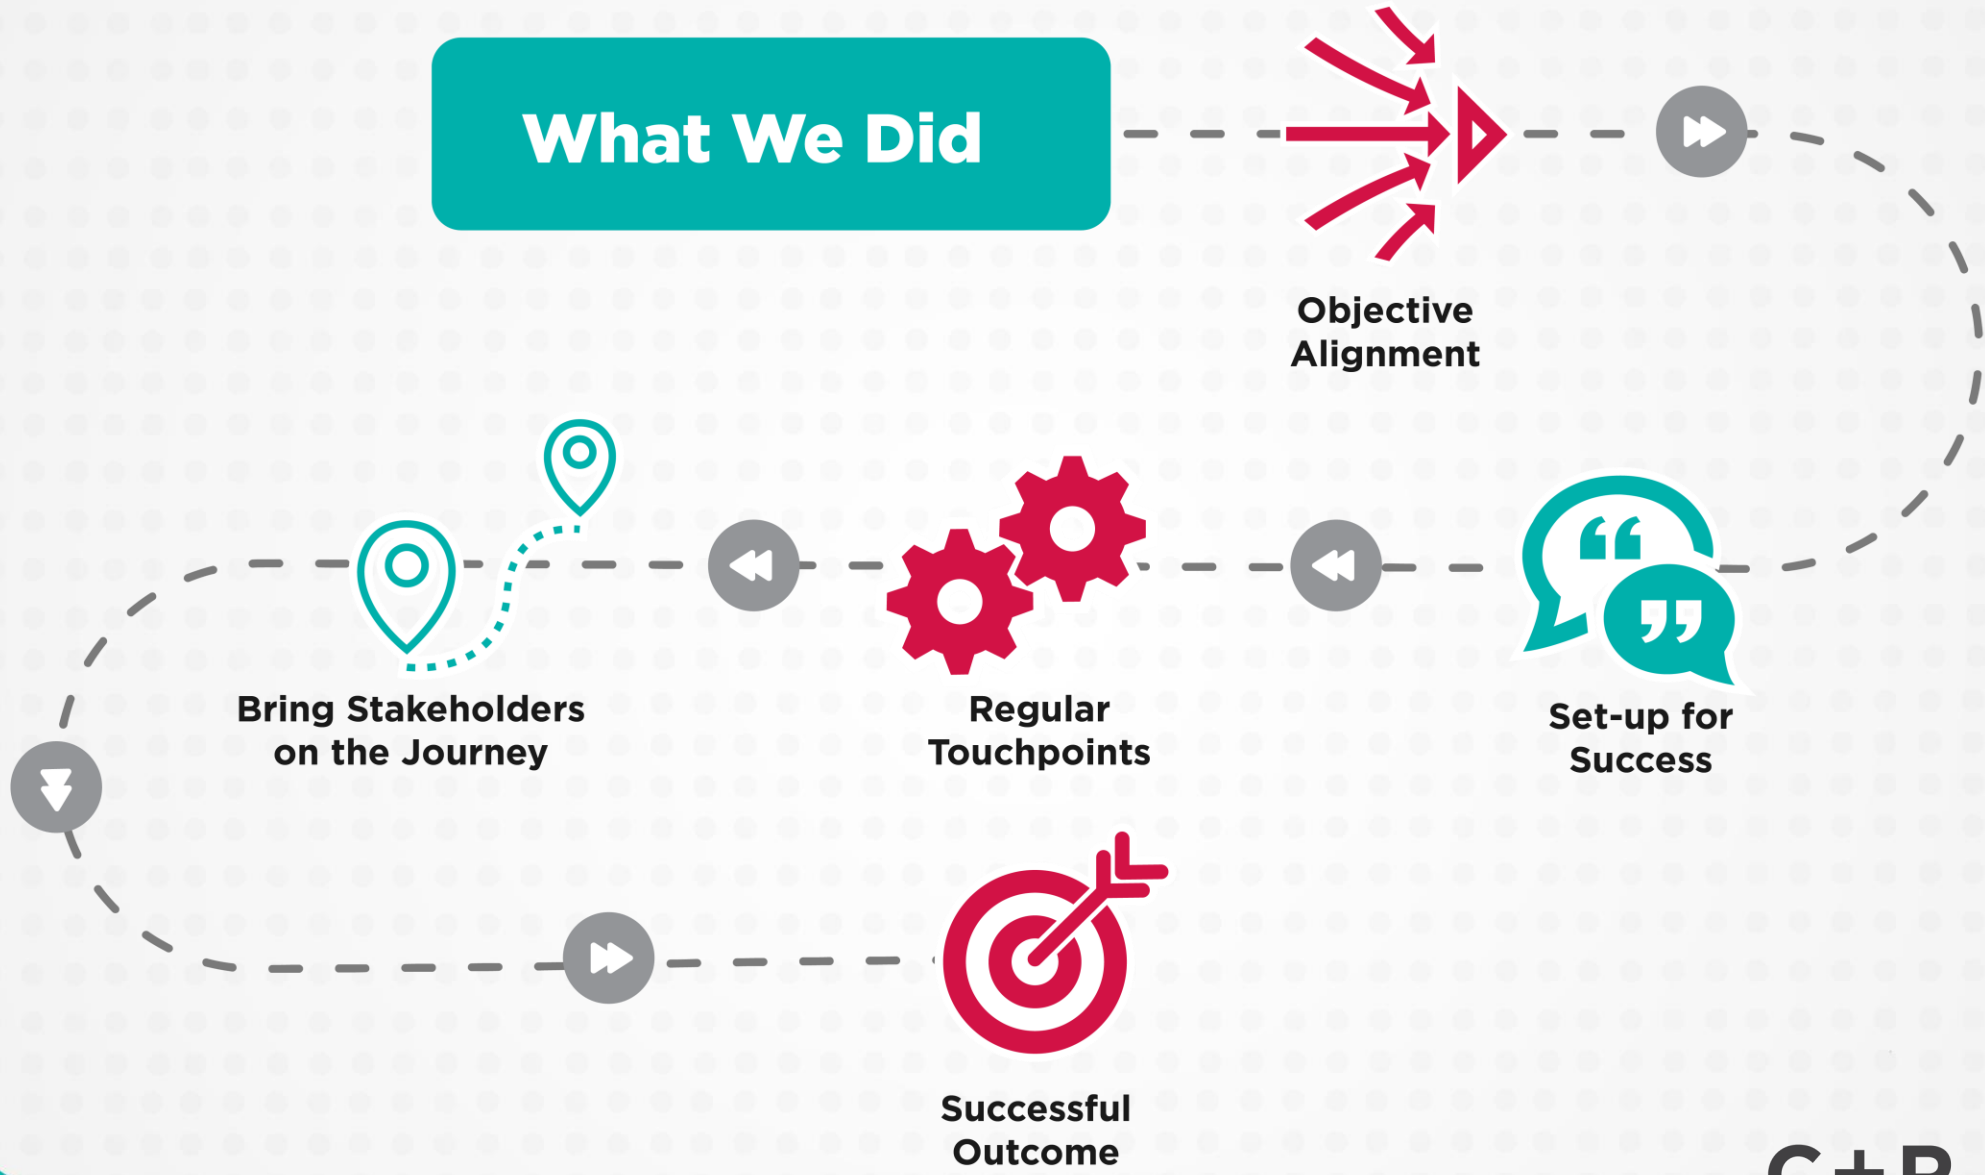 What We Did
Objective
Alignment
Set-up for
Success
Regular
Touchpoints
Bring Stakeholders
on the Journey
Successful
Outcome
C+R